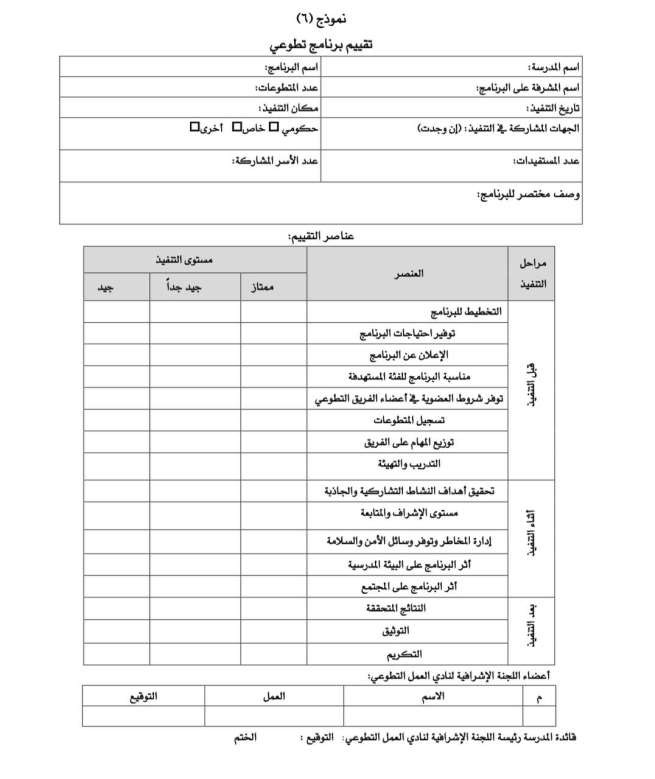 نموذج (٦)
تقييم برنامج تطوعي
اسم المدرسة: اسم البرنامج:
اسم المشرفة على البرنامج: عدد المتطوعات:
تاريخ التنفيذ: مكان التنفيذ:
الجهات المشاركة في التنفيذ: (إن وجدت) حكومي خاص أخرى
عدد المستفيدات: عدد الأسر المشاركة:
وصف مختصر للبرنامج:
عناصر التقييم:
مراحل التنفيذ العنصر مستوى التنفيذ
ممتاز جيد جداً جيد
قبل التنفيذ
التخطيط للبرنامج
توفير احتياجات البرنامج
الإعلان عن البرنامج
مناسبة البرنامج للفئة المستهدفة
توفر شروط العضوية في أعضاء الفريق التطوعي
تسجيل المتطوعات
توزيع المهام على الفريق
التدريب والتهيئة
أثناء التنفيذ
تحقيق أهداف النشاط التشاركية والجاذبة
مستوى الإشراف والمتابعة
إدارة المخاطر وتوفر وسائل الأمن والسلامة
أثر البرنامج على البيئة المدرسية
أثر البرنامج على المجتمع
بعد التنفيذ
النتائج المتحققة
التوثيق
التكريم
أعضاء اللجنة الإشرافية لنادي العمل التطوعي:
م الاسم العمل التوقيع
قائدة المدرسة رئيسة اللجنة الإشرافية لنادي العمل التطوعي: التوقيع : الختم